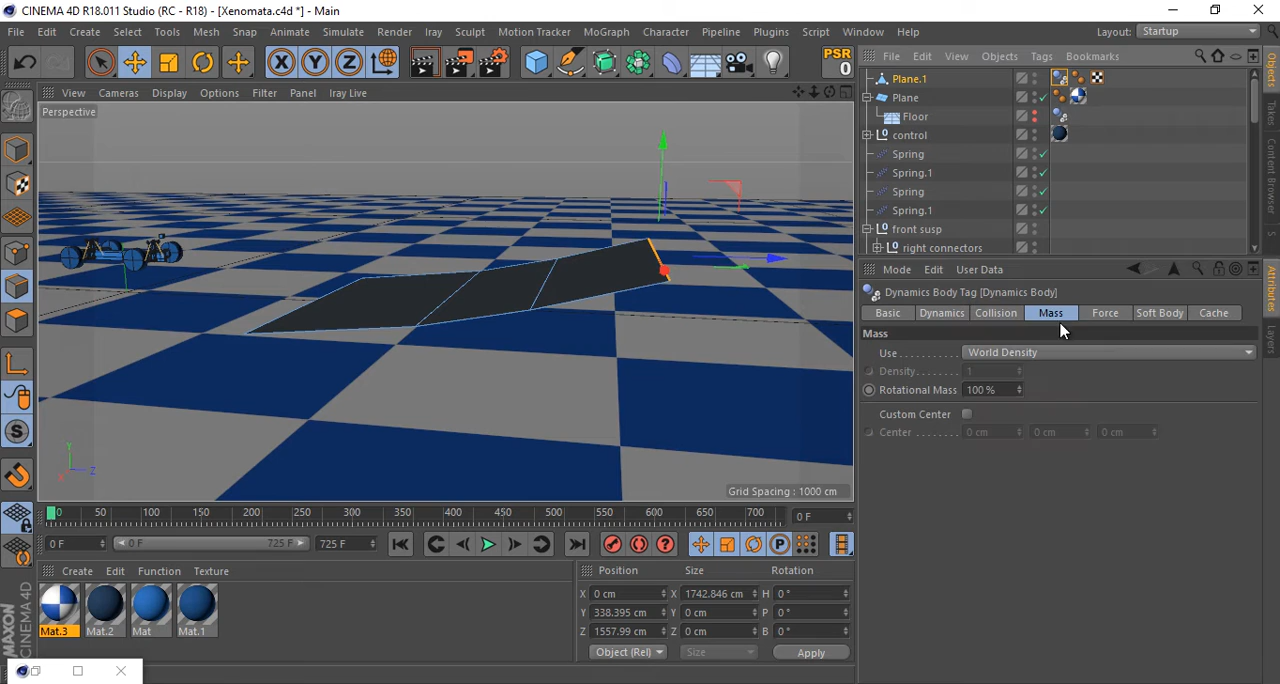 CINEMA 4D R18.011 Studio (RC - R18) - [Xenomata.c4d *] - Main
File Edit Create Select Tools Mesh Snap Animate Simulate Render Iray Sculpt Motion Tracker MoGraph Character Pipeline Plugins Script Window Help Layout: Startup
X Y Z PSR 0
File Edit View Objects Tags Bookmarks
View Cameras Display Options Filter Panel Iray Live
Perspective
Plane.1
Plane
Floor
control
Spring
Spring.1
Spring
Spring.1
front susp
right connectors
Objects
Takes
Content Browser
S
Mode Edit User Data
Dynamics Body Tag [Dynamics Body]
Basic Dynamics Collision Mass Force Soft Body Cache
Mass
Use World Density
Density 1
Rotational Mass 100 %
Custom Center
Center 0 cm 0 cm 0 cm
Attributes
Layers
Y
Z
X
Grid Spacing : 1000 cm
0 50 100 150 200 250 300 350 400 450 500 550 600 650 700 0 F
0 F 0 F 725 F 725 F
Create Edit Function Texture
Mat.3 Mat.2 Mat Mat.1
Position Size Rotation
X 0 cm X 1742.846 cm H 0 °
Y 338.395 cm Y 0 cm P 0 °
Z 1557.99 cm Z 0 cm B 0 °
Object (Rel) Size Apply
MAXON
CINEMA 4D